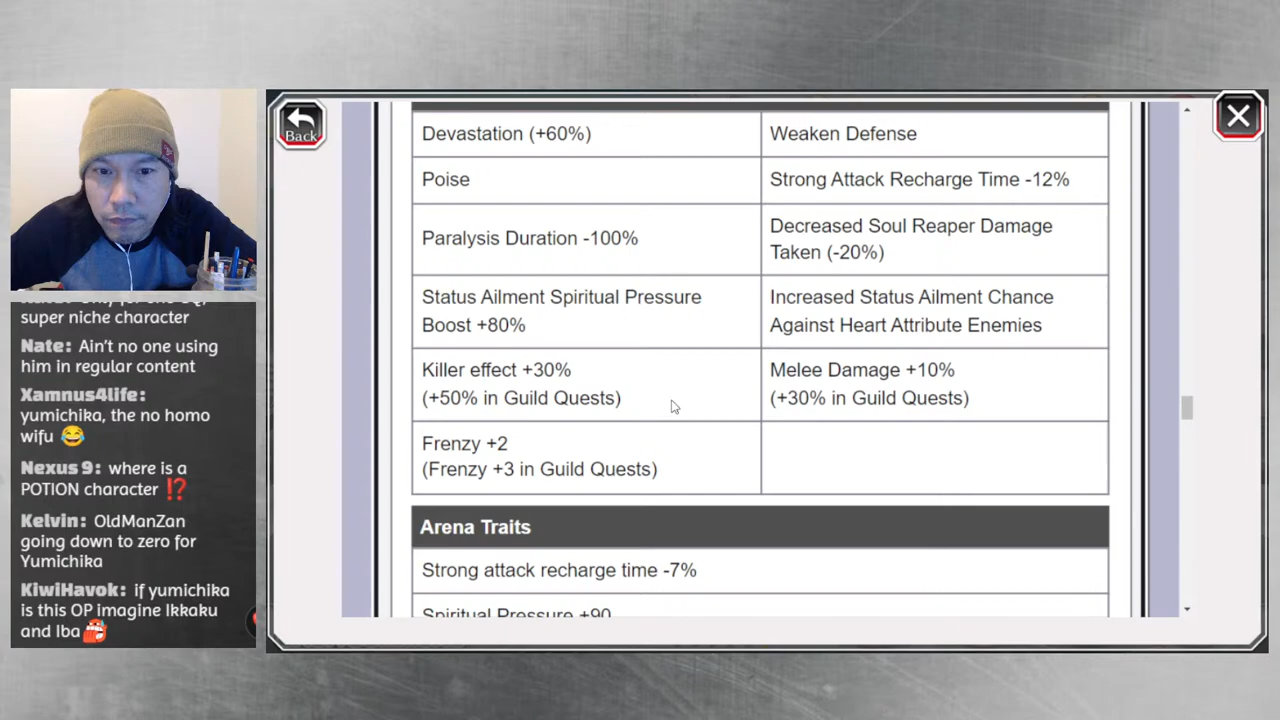 Back
Devastation (+60%)
Weaken Defense
Poise
Strong Attack Recharge Time -12%
Paralysis Duration -100%
Decreased Soul Reaper Damage
Taken (-20%)
Status Ailment Spiritual Pressure
Boost +80%
Increased Status Ailment Chance
Against Heart Attribute Enemies
Killer effect +30%
(+50% in Guild Quests)
Melee Damage +10%
(+30% in Guild Quests)
Frenzy +2
(Frenzy +3 in Guild Quests)
Arena Traits
Strong attack recharge time -7%
Spiritual Pressure +90
super niche character
Nate: Ain't no one using
him in regular content
Xamnus4life:
yumichika, the no homo
wifu 😂
Nexus 9: where is a
POTION character ⁉️
Kelvin: OldManZan
going down to zero for
Yumichika
KiwiHavok: if yumichika
is this OP imagine Ikkaku
and Iba